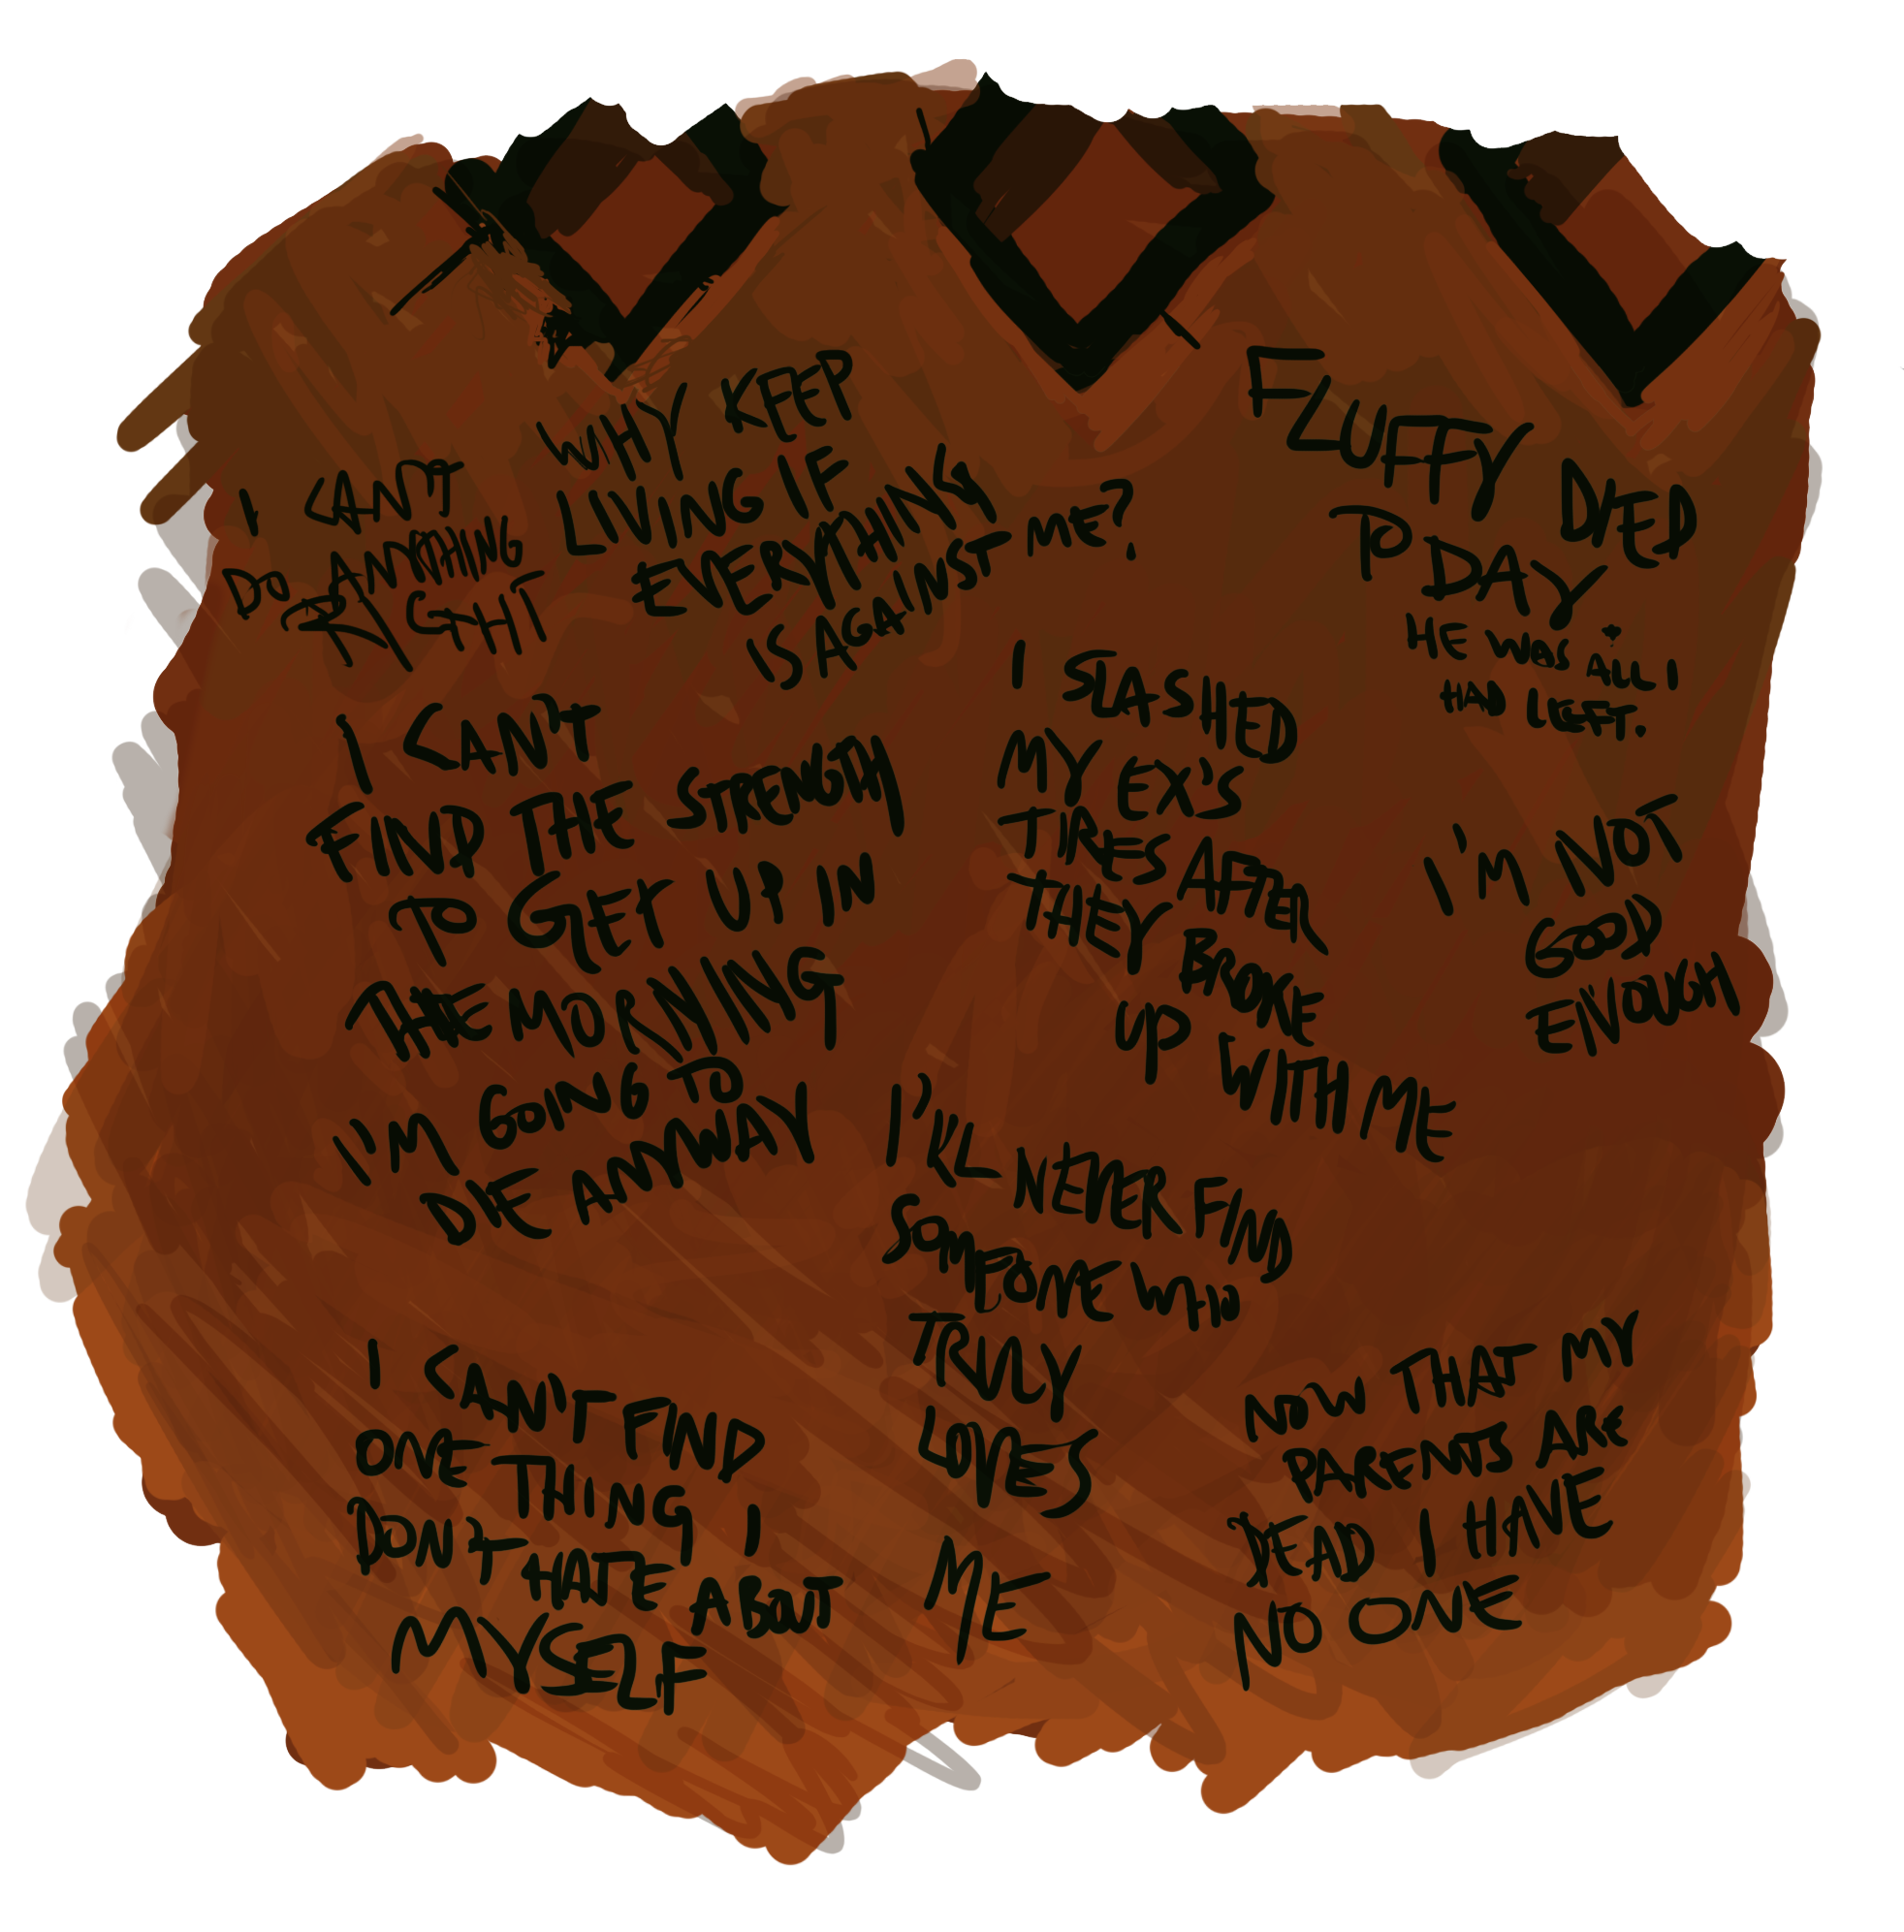 I CAN'T
DO ANYTHING
RIGHT
WHY KEEP
LIVING IF
EVERYTHING
IS AGAINST ME?
FLUFFY DIED
TODAY
HE WAS ALL I
HAD LEFT.
I CAN'T
FIND THE STRENGTH
TO GET UP IN
THE MORNING
I SLASHED
MY EX'S
TIRES AFTER
THEY BROKE
UP WITH ME
I'M NOT
GOOD
ENOUGH
I'M GOING TO
DIE ANYWAY
I'LL NEVER FIND
SOMEONE WHO
TRULY
LOVES
ME
I CAN'T FIND
ONE THING I
DON'T HATE ABOUT
MYSELF
NOW THAT MY
PARENTS ARE
DEAD I HAVE
NO ONE